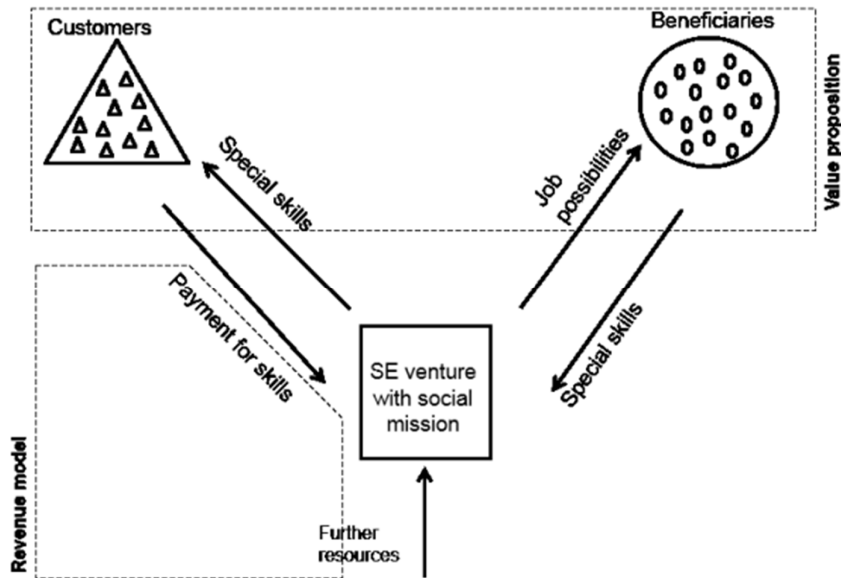 Customers
Beneficiaries
Value proposition
Special skills
Job
possibilities
Payment for skills
Special skills
SE venture
with social
mission
Revenue model
Further
resources